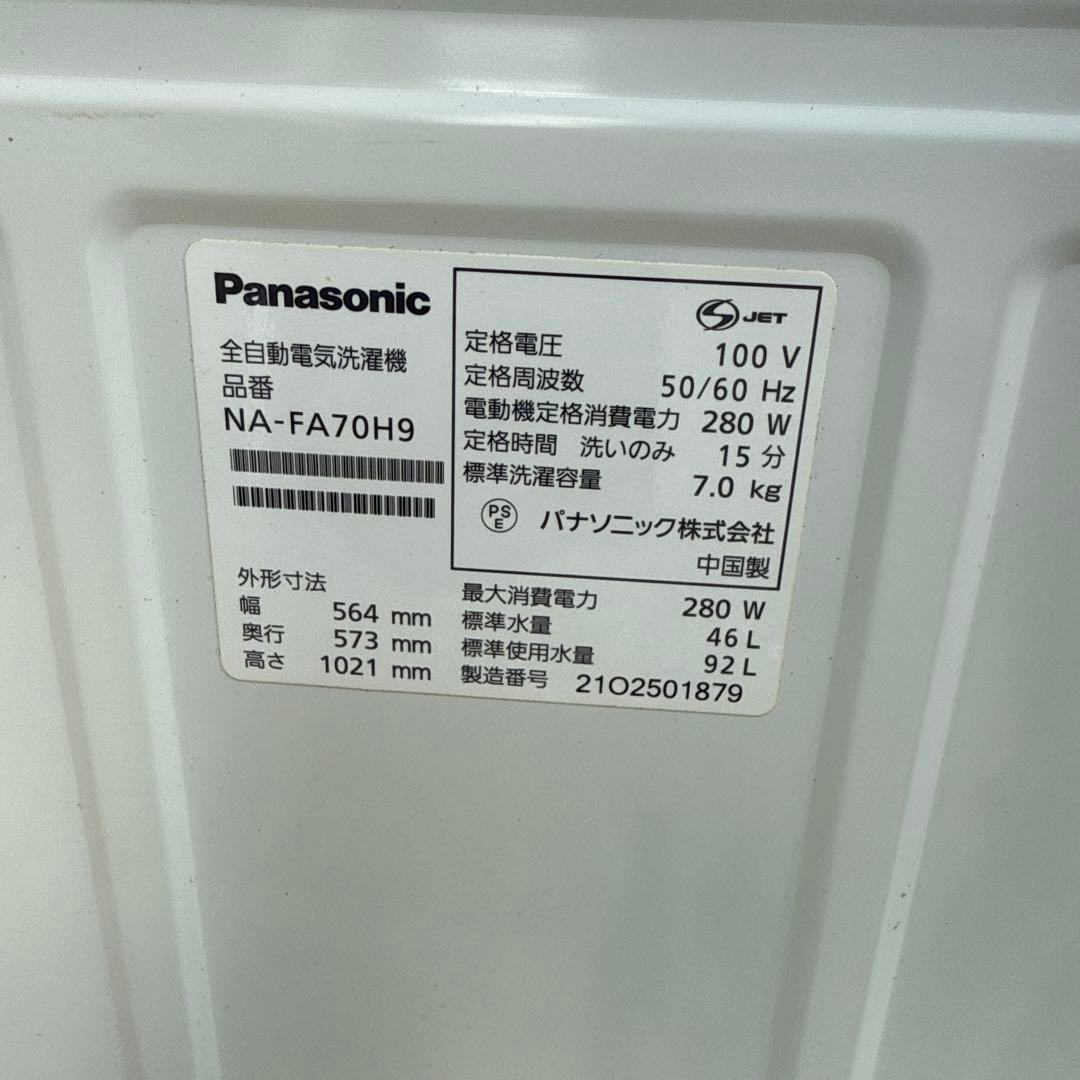 Panasonic
全自動電気洗濯機
品番
NA-FA70H9
S JET
定格電圧 100 V
定格周波数 50/60 Hz
電動機定格消費電力 280 W
定格時間 洗いのみ 15 分
標準洗濯容量 7.0 kg
PS
E パナソニック株式会社
中国製
外形寸法
幅 564 mm
奥行 573 mm
高さ 1021 mm
最大消費電力 280 W
標準水量 46 L
標準使用水量 92 L
製造番号 21O2501879